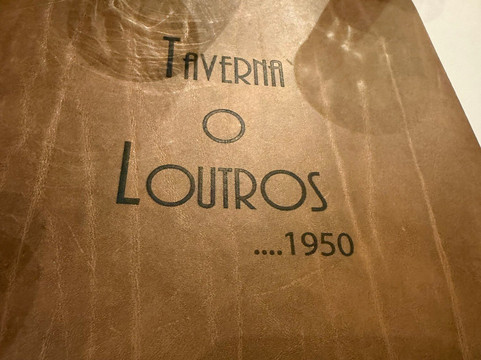 TAVERNA
O
LOUTROS
....1950